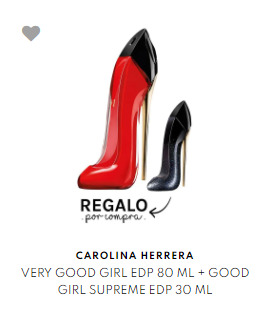 REGALO
por compra
CAROLINA HERRERA
VERY GOOD GIRL EDP 80 ML + GOOD
GIRL SUPREME EDP 30 ML